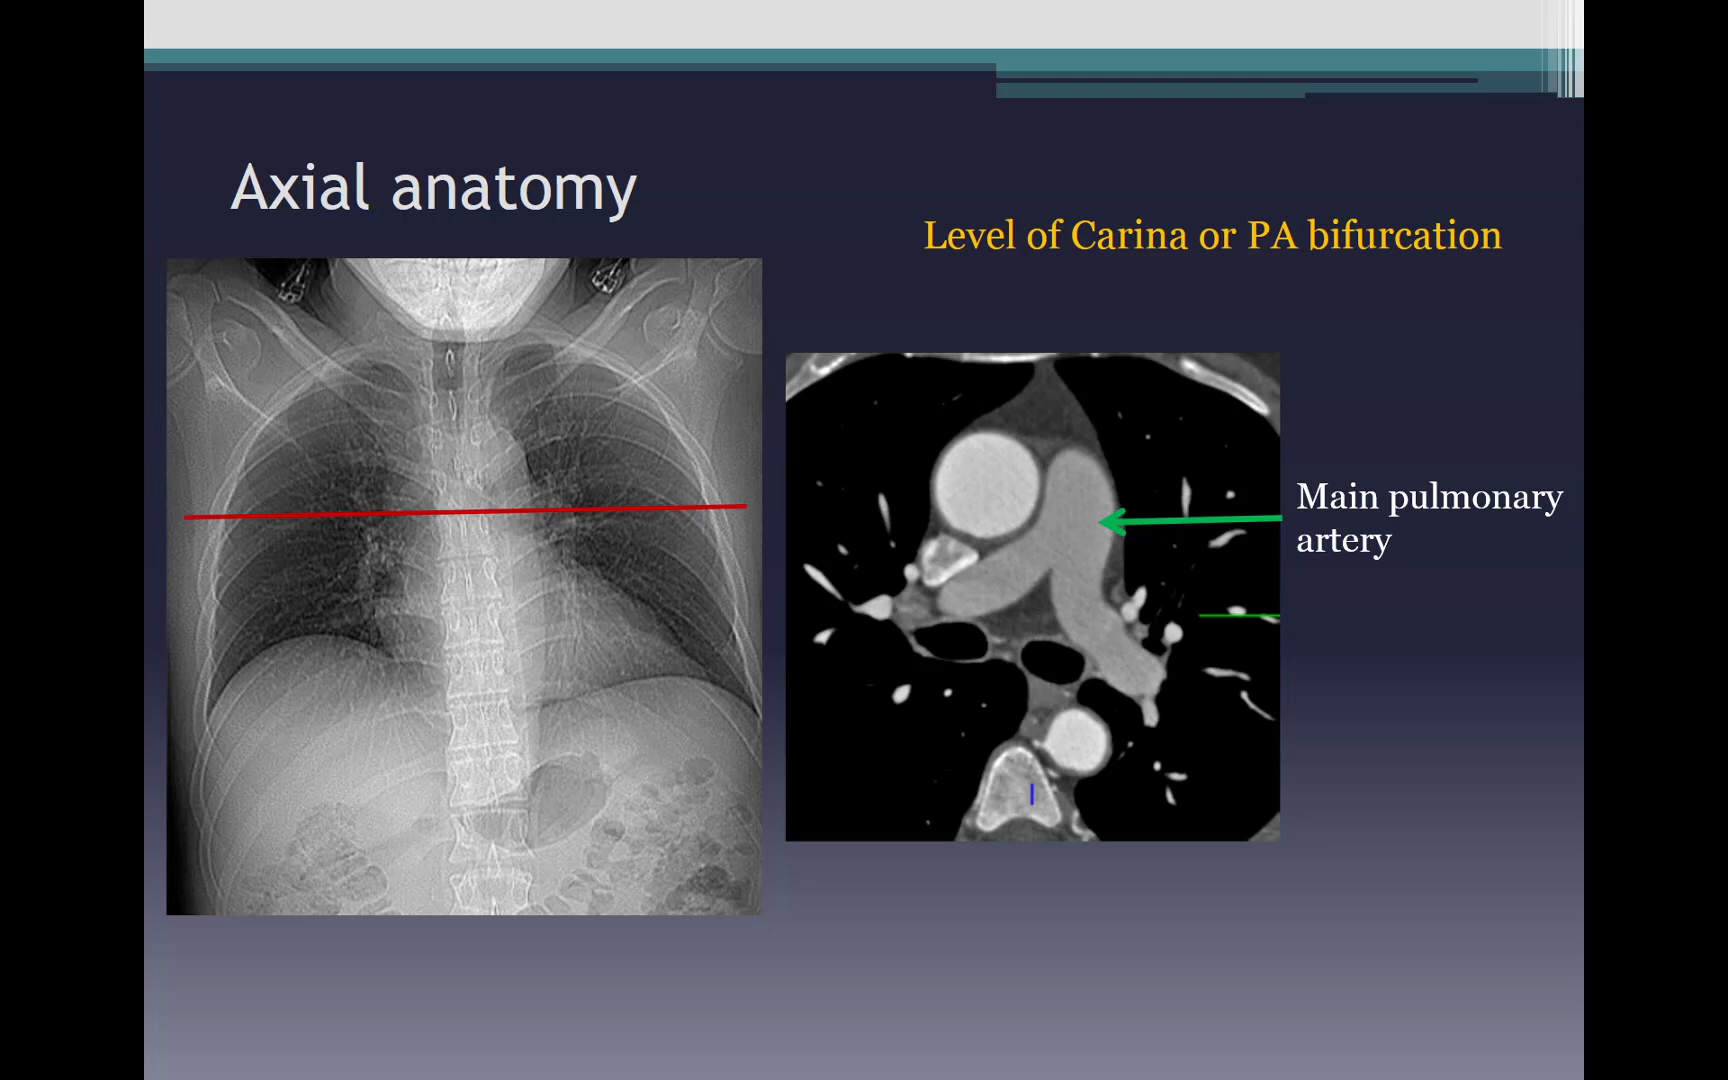 Axial anatomy
Level of Carina or PA bifurcation
Main pulmonary
artery